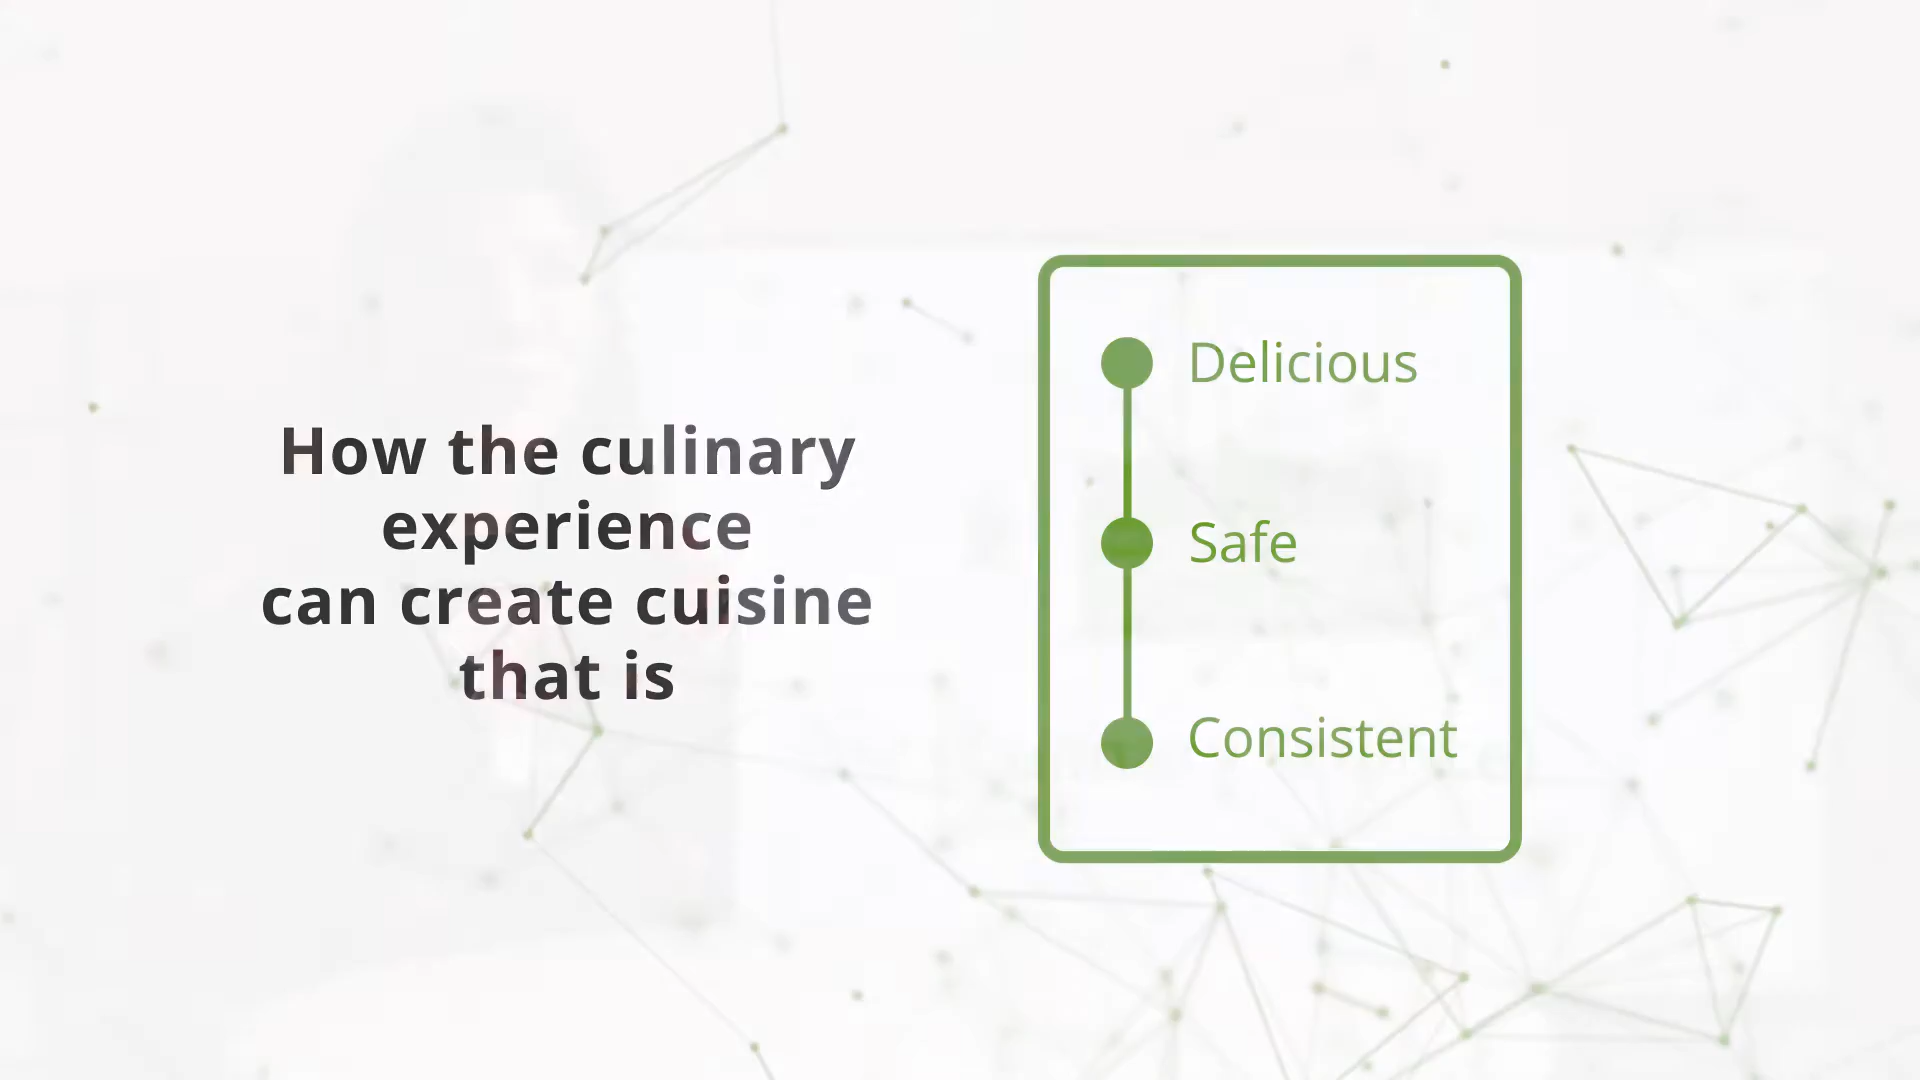 How the culinary
experience
can create cuisine
that is
Delicious
Safe
Consistent